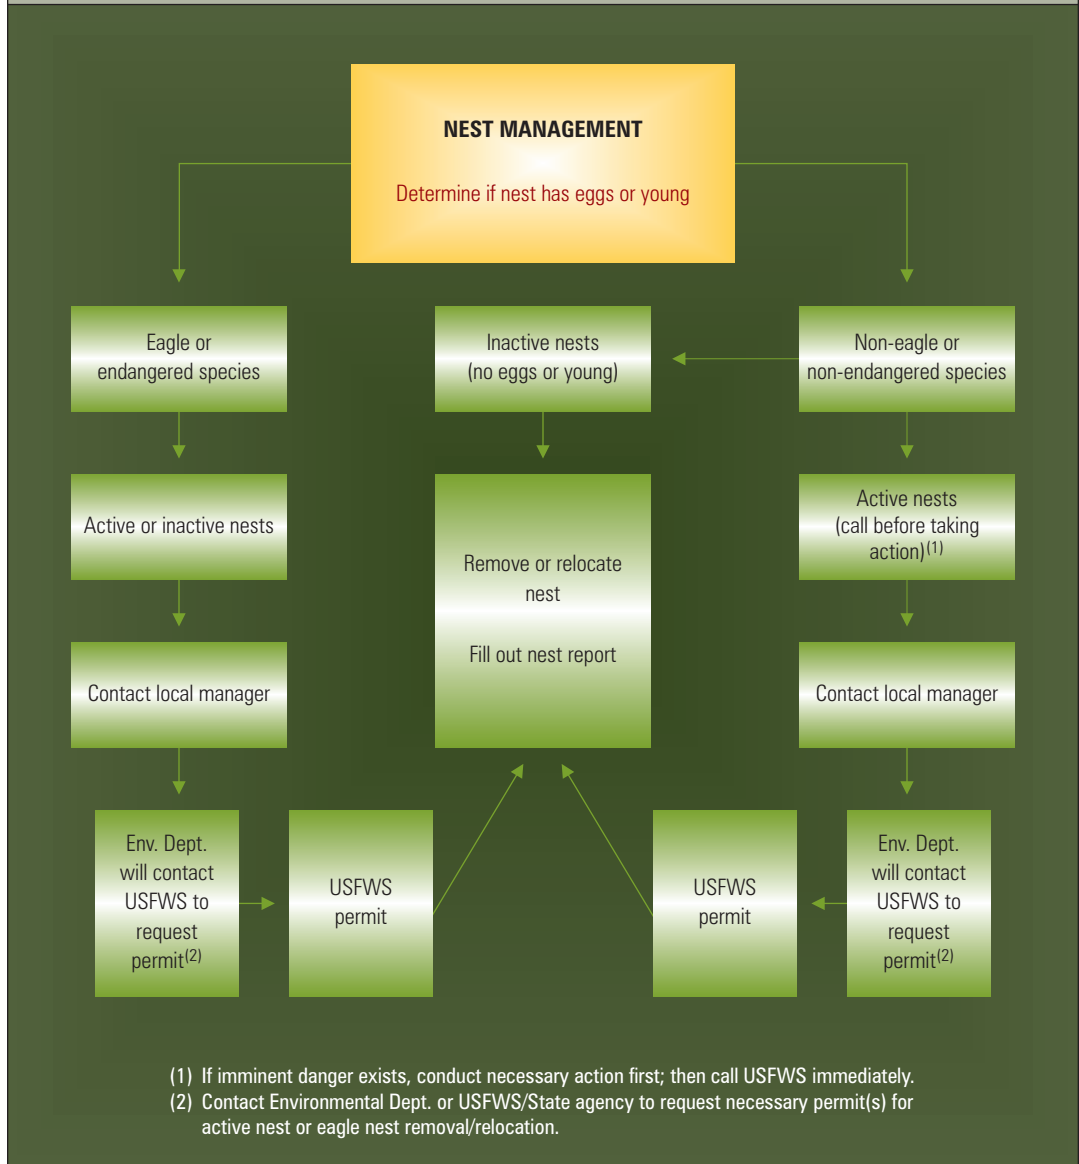 NEST MANAGEMENT
Determine if nest has eggs or young
Eagle or
endangered species
Inactive nests
(no eggs or young)
Non-eagle or
non-endangered species
Active or inactive nests
Remove or relocate
nest
Fill out nest report
Active nests
(call before taking
action)(1)
Contact local manager
Contact local manager
Env. Dept.
will contact
USFWS to
request
permit(2)
USFWS
permit
USFWS
permit
Env. Dept.
will contact
USFWS to
request
permit(2)
(1) If imminent danger exists, conduct necessary action first; then call USFWS immediately.
(2) Contact Environmental Dept. or USFWS/State agency to request necessary permit(s) for
active nest or eagle nest removal/relocation.